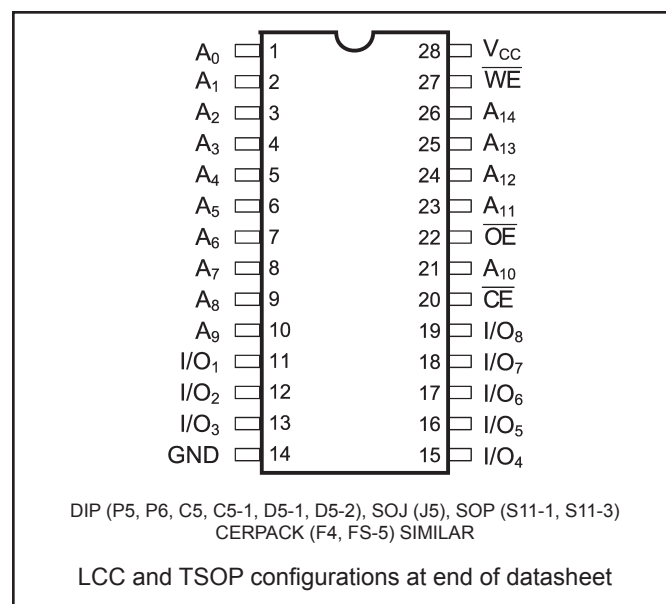 A0 1 28 VCC
A1 2 27 W̅E̅
A2 3 26 A14
A3 4 25 A13
A4 5 24 A12
A5 6 23 A11
A6 7 22 O̅E̅
A7 8 21 A10
A8 9 20 C̅E̅
A9 10 19 I/O8
I/O1 11 18 I/O7
I/O2 12 17 I/O6
I/O3 13 16 I/O5
GND 14 15 I/O4
DIP (P5, P6, C5, C5-1, D5-1, D5-2), SOJ (J5), SOP (S11-1, S11-3)
CERPACK (F4, FS-5) SIMILAR
LCC and TSOP configurations at end of datasheet